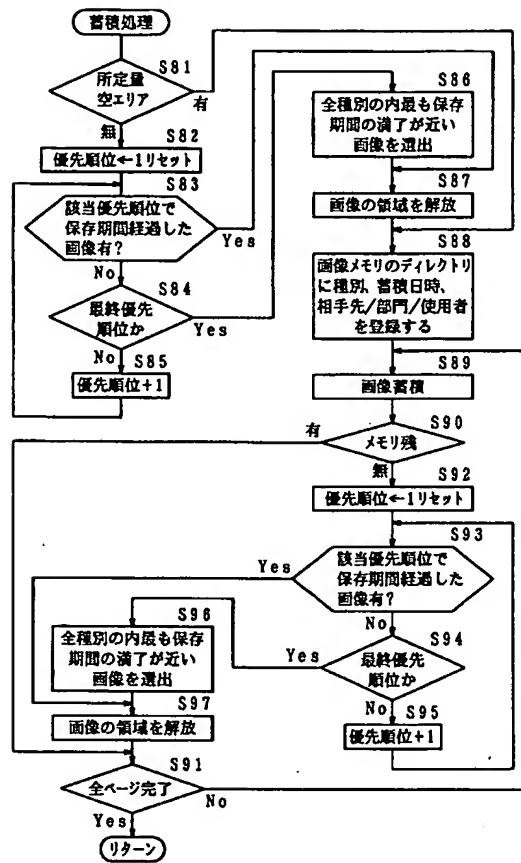 蓄積処理
S81
所定量
空エリア
有
無
S82
優先順位←1リセット
S83
該当優先順位で
保存期間経過した
画像有?
Yes
No
S84
最終優先
順位か
Yes
No
S85
優先順位+1
S86
全種別の内最も保存
期間の満了が近い
画像を選出
S87
画像の領域を解放
S88
画像メモリのディレクトリ
に種別、蓄積日時、
相手先/部門/使用者
を登録する
S89
画像蓄積
S90
有
メモリ残
無
S92
優先順位←1リセット
S93
該当優先順位で
保存期間経過した
画像有?
Yes
No
S94
最終優先
順位か
Yes
No
S95
優先順位+1
S96
全種別の内最も保存
期間の満了が近い
画像を選出
S97
画像の領域を解放
S91
全ページ完了
No
Yes
リターン